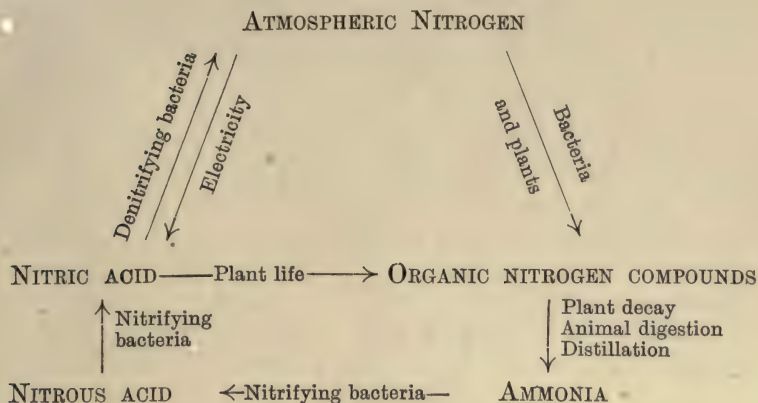 ATMOSPHERIC NITROGEN
Denitrifying bacteria
Electricity
and plants
Bacteria
NITRIC ACID
Plant life
ORGANIC NITROGEN COMPOUNDS
Nitrifying
bacteria
Plant decay
Animal digestion
Distillation
NITROUS ACID
Nitrifying bacteria
AMMONIA